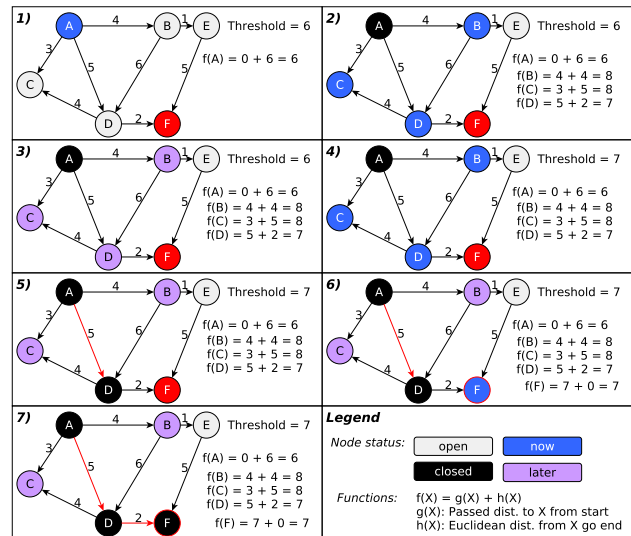 1)
A
4
B
1
E
Threshold = 6
3
5
6
5
f(A) = 0 + 6 = 6
C
4
D
2
F
2)
A
4
B
1
E
Threshold = 6
3
5
6
5
f(A) = 0 + 6 = 6
f(B) = 4 + 4 = 8
f(C) = 3 + 5 = 8
f(D) = 5 + 2 = 7
C
4
D
2
F
3)
A
4
B
1
E
Threshold = 6
3
5
6
5
f(A) = 0 + 6 = 6
f(B) = 4 + 4 = 8
f(C) = 3 + 5 = 8
f(D) = 5 + 2 = 7
C
4
D
2
F
4)
A
4
B
1
E
Threshold = 7
3
5
6
5
f(A) = 0 + 6 = 6
f(B) = 4 + 4 = 8
f(C) = 3 + 5 = 8
f(D) = 5 + 2 = 7
C
4
D
2
F
5)
A
4
B
1
E
Threshold = 7
3
5
6
5
f(A) = 0 + 6 = 6
f(B) = 4 + 4 = 8
f(C) = 3 + 5 = 8
f(D) = 5 + 2 = 7
C
4
D
2
F
6)
A
4
B
1
E
Threshold = 7
3
5
6
5
f(A) = 0 + 6 = 6
f(B) = 4 + 4 = 8
f(C) = 3 + 5 = 8
f(D) = 5 + 2 = 7
f(F) = 7 + 0 = 7
C
4
D
2
F
7)
A
4
B
1
E
Threshold = 7
3
5
6
5
f(A) = 0 + 6 = 6
f(B) = 4 + 4 = 8
f(C) = 3 + 5 = 8
f(D) = 5 + 2 = 7
f(F) = 7 + 0 = 7
C
4
D
2
F
Legend
Node status:
open
now
closed
later
Functions:
f(X) = g(X) + h(X)
g(X): Passed dist. to X from start
h(X): Euclidean dist. from X go end